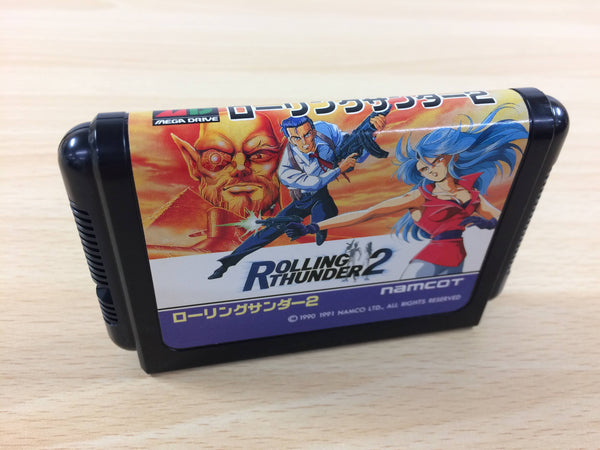 MEGA DRIVE
ローリングサンダー2
ROLLING
THUNDER 2
namcot
ローリングサンダー2
© 1990 1991 NAMCO LTD., ALL RIGHTS RESERVED